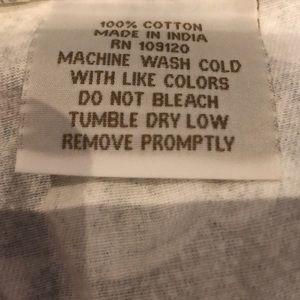 100% COTTON
MADE IN INDIA
RN 109120
MACHINE WASH COLD
WITH LIKE COLORS
DO NOT BLEACH
TUMBLE DRY LOW
REMOVE PROMPTLY